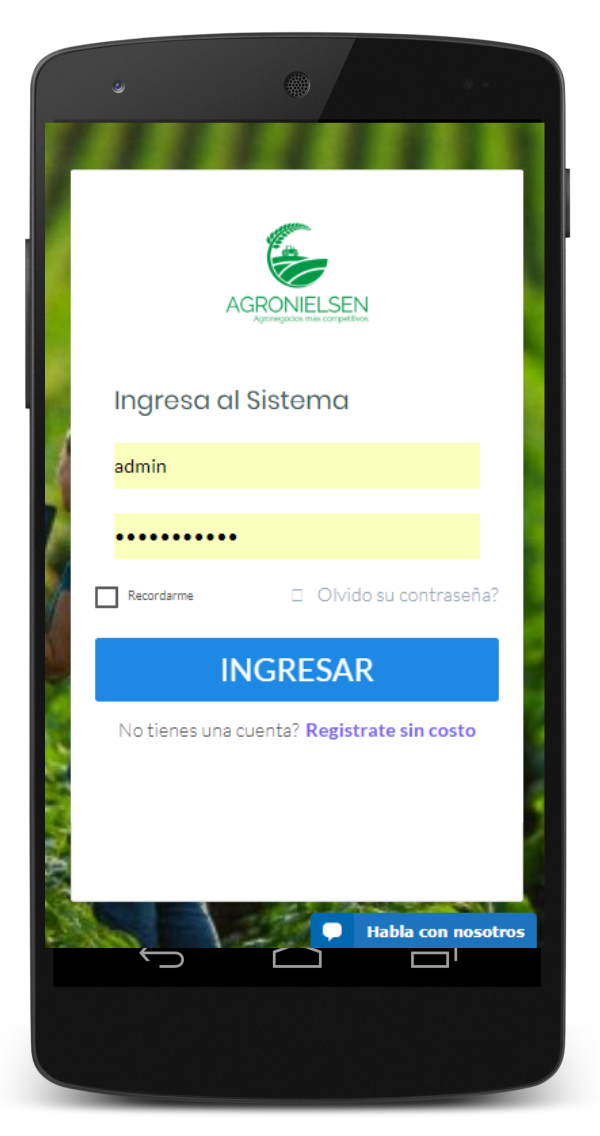 AGRONIELSEN
Agronegocios más competitivos
Ingresa al Sistema
admin
•••••••••••
Recordarme
Olvido su contraseña?
INGRESAR
No tienes una cuenta? Registrate sin costo
Habla con nosotros